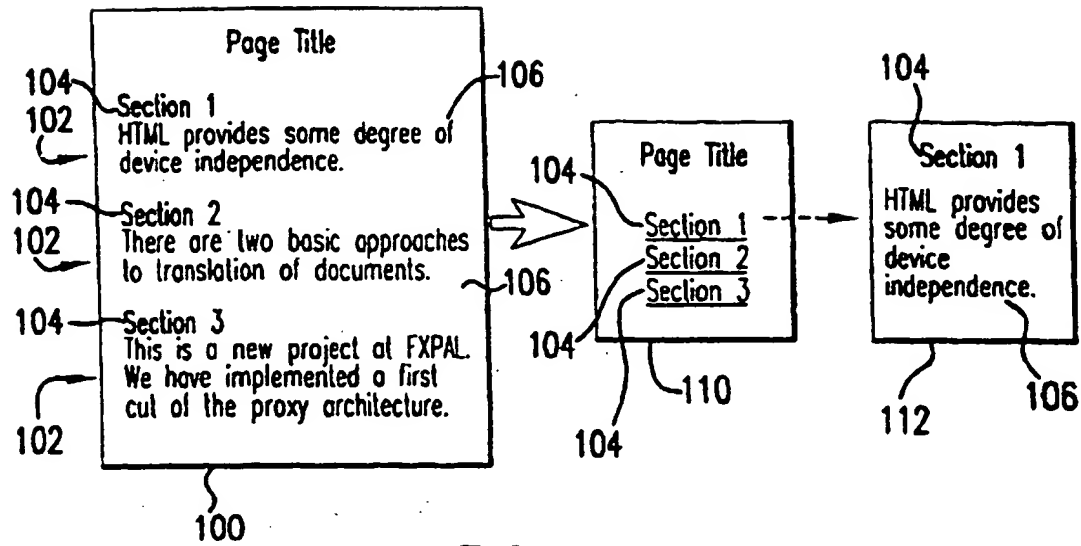 Page Title
104
Section 1
106
102
HTML provides some degree of
device independence.
104
Section 2
102
There are two basic approaches
to translation of documents.
106
104
Section 3
This is a new project at FXPAL.
102
We have implemented a first
cut of the proxy architecture.
100
Page Title
104
Section 1
Section 2
104
Section 3
104
110
104
Section 1
HTML provides
some degree of
device
independence.
112
106